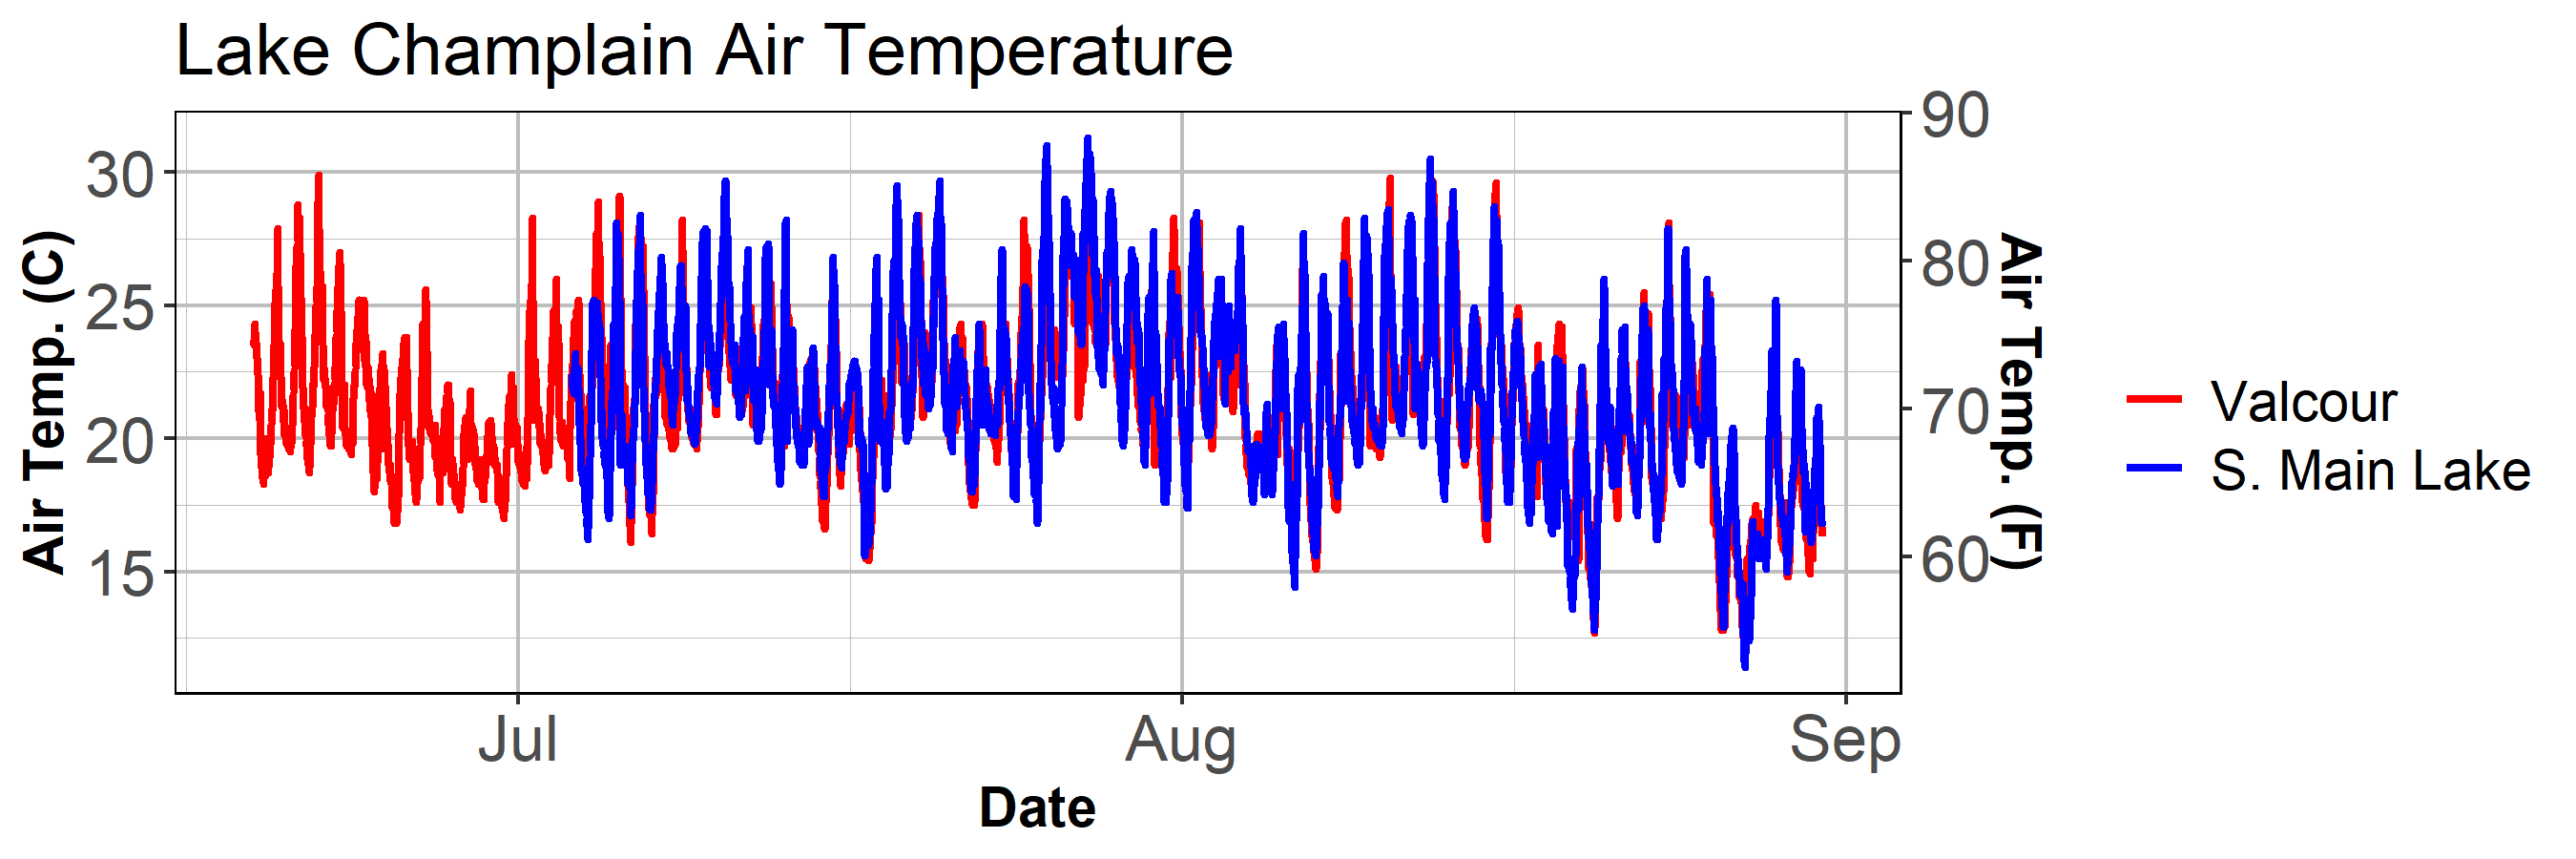 Lake Champlain Air Temperature
Air Temp. (C)
30
25
20
15
90
80
70
60
Air Temp. (F)
Jul
Aug
Sep
Date
Valcour
S. Main Lake